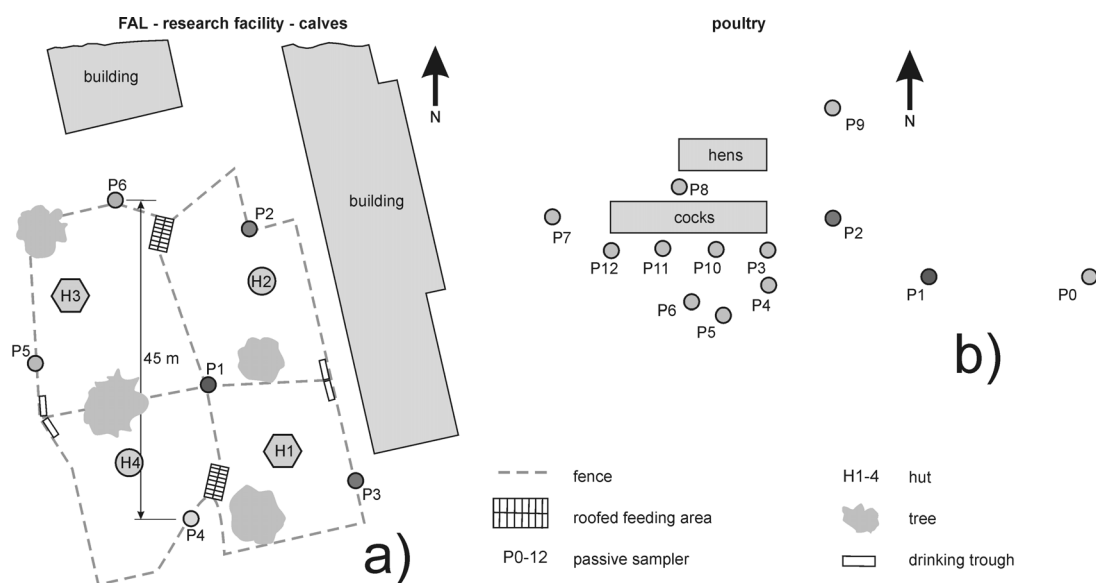 FAL - research facility - calves
building
N
building
P6
P2
H2
H3
45 m
P5
P1
H1
H4
P3
P4
a)
poultry
N
P9
hens
P8
cocks
P7
P2
P12
P11
P10
P3
P4
P6
P5
P1
P0
b)
fence
roofed feeding area
P0-12
passive sampler
H1-4
hut
tree
drinking trough